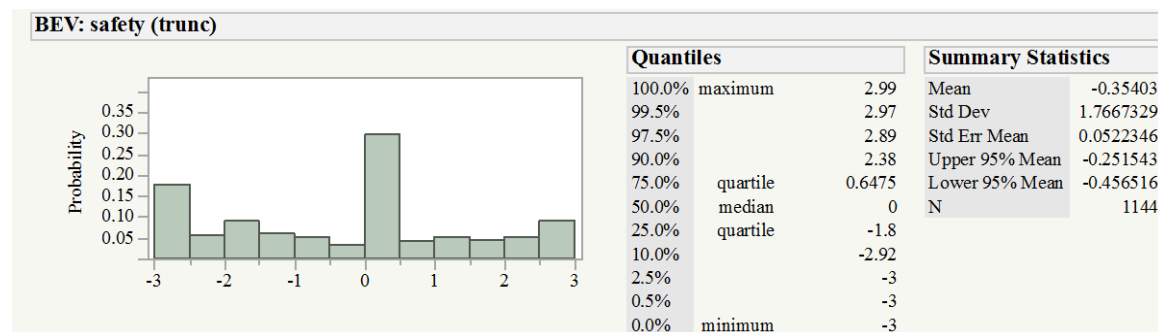 BEV: safety (trunc)
0.35
0.30
0.25
0.20
0.15
0.10
0.05
Probability
-3 -2 -1 0 1 2 3
Quantiles
100.0% maximum 2.99
99.5% 2.97
97.5% 2.89
90.0% 2.38
75.0% quartile 0.6475
50.0% median 0
25.0% quartile -1.8
10.0% -2.92
2.5% -3
0.5% -3
0.0% minimum -3
Summary Statistics
Mean -0.35403
Std Dev 1.7667329
Std Err Mean 0.0522346
Upper 95% Mean -0.251543
Lower 95% Mean -0.456516
N 1144